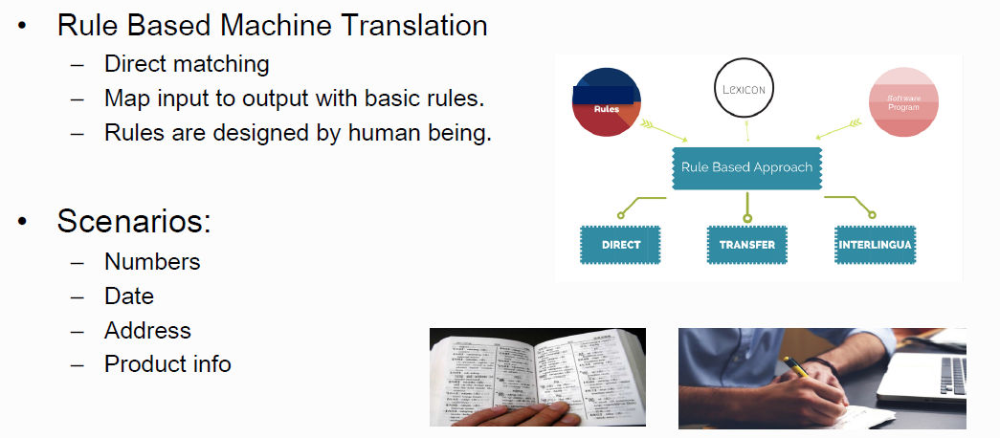 • Rule Based Machine Translation
– Direct matching
– Map input to output with basic rules.
– Rules are designed by human being.
• Scenarios:
– Numbers
– Date
– Address
– Product info
Rules
LEXICON
Software
Program
Rule Based Approach
DIRECT
TRANSFER
INTERLINGUA